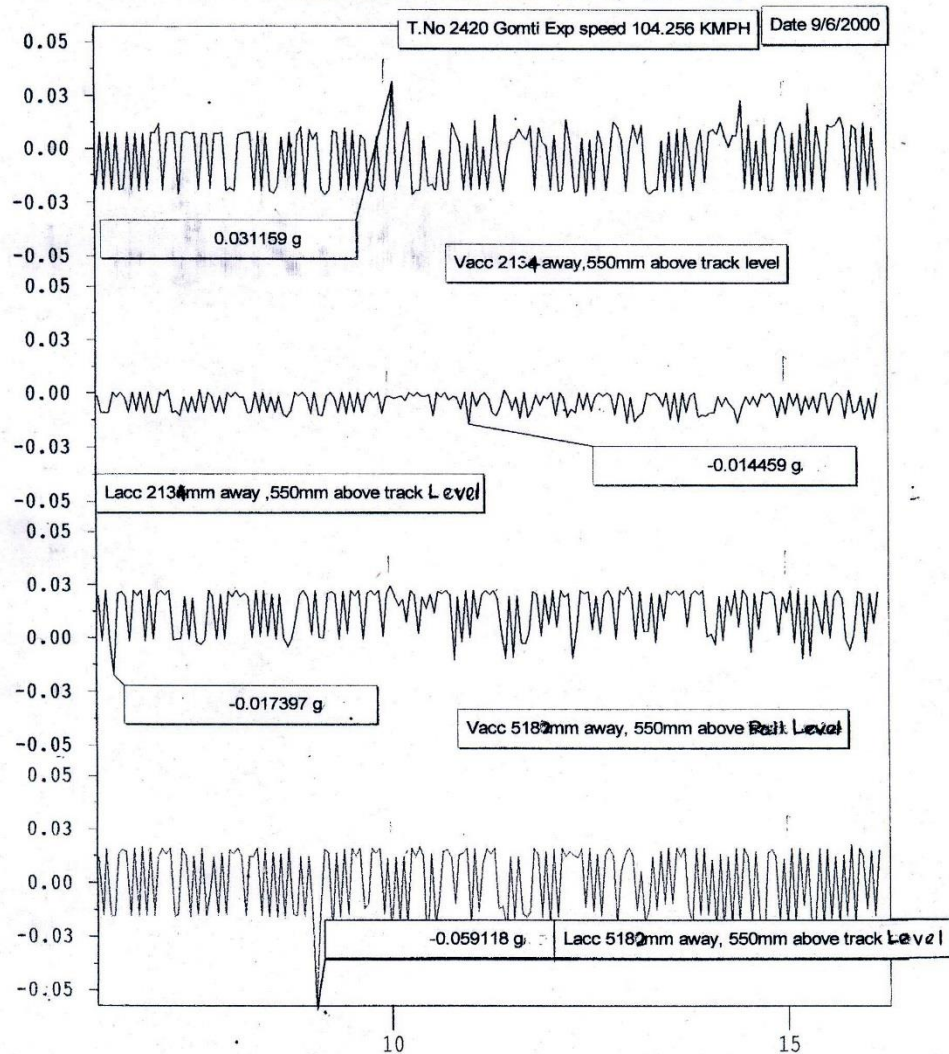 T.No 2420 Gomti Exp speed 104.256 KMPH
Date 9/6/2000
0.05
0.03
0.00
-0.03
-0.05
0.031159 g
Vacc 2134 away,550mm above track level
0.05
0.03
0.00
-0.03
-0.05
-0.014459 g.
Lacc 2134mm away ,550mm above track Level
0.05
0.03
0.00
-0.03
-0.05
-0.017397 g
Vacc 5182mm away, 550mm above Rail Level
0.05
0.03
0.00
-0.03
-0.05
-0.059118 g
Lacc 5182mm away, 550mm above track Level
10
15